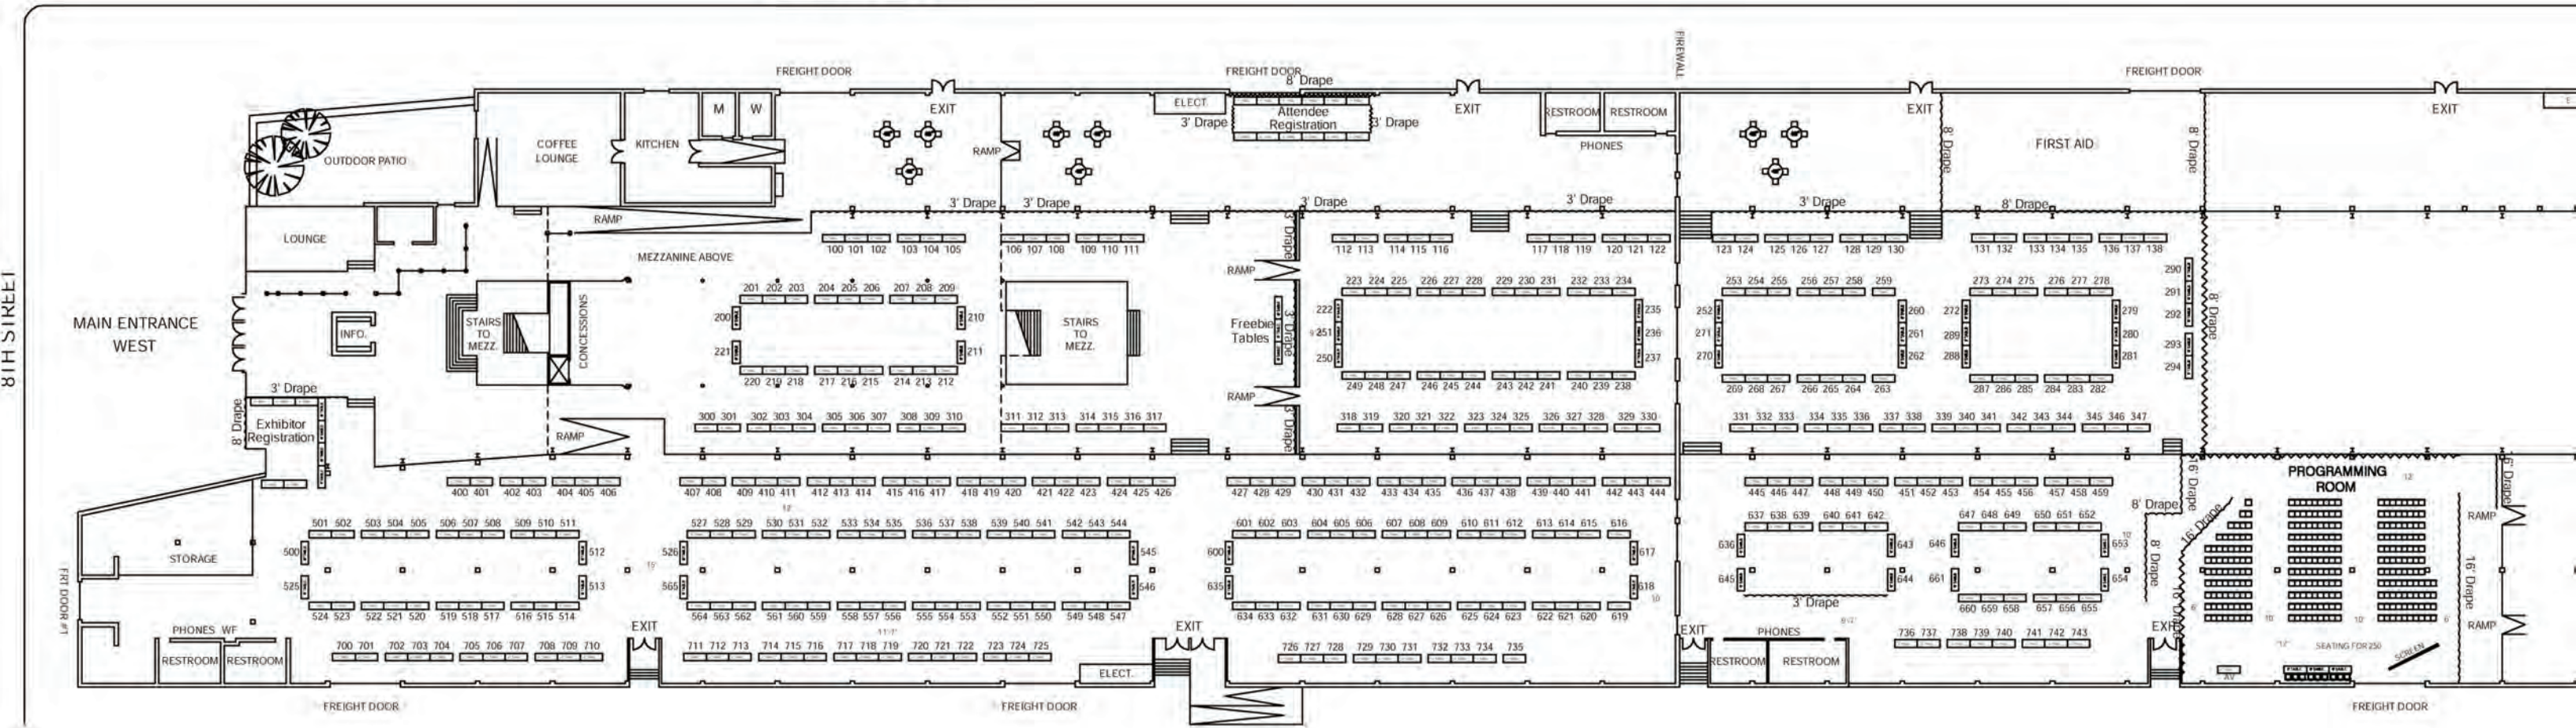 FIREWALL
FREIGHT DOOR
FREIGHT DOOR
8' Drape
FREIGHT DOOR
M W
EXIT
ELECT.
Attendee
Registration
3' Drape
3' Drape
EXIT
RESTROOM RESTROOM
PHONES
EXIT
8' Drape
FIRST AID
8' Drape
EXIT
OUTDOOR PATIO
COFFEE
LOUNGE
KITCHEN
RAMP
LOUNGE
RAMP
3' Drape 3' Drape
3' Drape
3' Drape
3' Drape
3' Drape
8' Drape
MEZZANINE ABOVE
100 101 102 103 104 105 106 107 108 109 110 111
112 113 114 115 116 117 118 119 120 121 122
123 124 125 126 127 128 129 130 131 132 133 134 135 136 137 138
RAMP
8TH STREET
MAIN ENTRANCE
WEST
INFO.
STAIRS
TO
MEZZ.
CONCESSIONS
201 202 203 204 205 206 207 208 209
200 210
221 211
220 219 218 217 216 215 214 213 212
STAIRS
TO
MEZZ.
Freebie
Tables
3' Drape
223 224 225 226 227 228 229 230 231 232 233 234
222 235
251 236
250 237
249 248 247 246 245 244 243 242 241 240 239 238
253 254 255 256 257 258 259
252 260
271 261
270 262
269 268 267 266 265 264 263
273 274 275 276 277 278
272 279
289 280
288 281
287 286 285 284 283 282
290
291
292
293
294
8' Drape
3' Drape
8' Drape
Exhibitor
Registration
RAMP
RAMP
3' Drape
300 301 302 303 304 305 306 307 308 309 310 311 312 313 314 315 316 317
318 319 320 321 322 323 324 325 326 327 328 329 330
331 332 333 334 335 336 337 338 339 340 341 342 343 344 345 346 347
400 401 402 403 404 405 406
407 408 409 410 411 412 413 414 415 416 417 418 419 420 421 422 423 424 425 426
427 428 429 430 431 432 433 434 435 436 437 438 439 440 441 442 443 444
445 446 447 448 449 450 451 452 453 454 455 456 457 458 459
16' Drape
PROGRAMMING
ROOM
12'
16' Drape
8' Drape
16' Drape
RAMP
501 502 503 504 505 506 507 508 509 510 511
500 512
525 513
524 523 522 521 520 519 518 517 516 515 514
527 528 529 530 531 532 533 534 535 536 537 538 539 540 541 542 543 544
526 545
565 546
564 563 562 561 560 559 558 557 556 555 554 553 552 551 550 549 548 547
601 602 603 604 605 606 607 608 609 610 611 612 613 614 615 616
600 617
635 618
634 633 632 631 630 629 628 627 626 625 624 623 622 621 620 619
637 638 639 640 641 642
636 643
645 644
3' Drape
647 648 649 650 651 652
646 653
661 654
660 659 658 657 656 655
8' Drape
16' Drape
16' Drape
RAMP
STORAGE
FRT DOOR #1
PHONES WF
RESTROOM RESTROOM
700 701 702 703 704 705 706 707 708 709 710
EXIT
711 712 713 714 715 716 717 718 719 720 721 722 723 724 725
ELECT.
EXIT
726 727 728 729 730 731 732 733 734 735
EXIT
PHONES
RESTROOM RESTROOM
736 737 738 739 740 741 742 743
EXIT
SEATING FOR 250
SCREEN
AV
FREIGHT DOOR
FREIGHT DOOR
FREIGHT DOOR